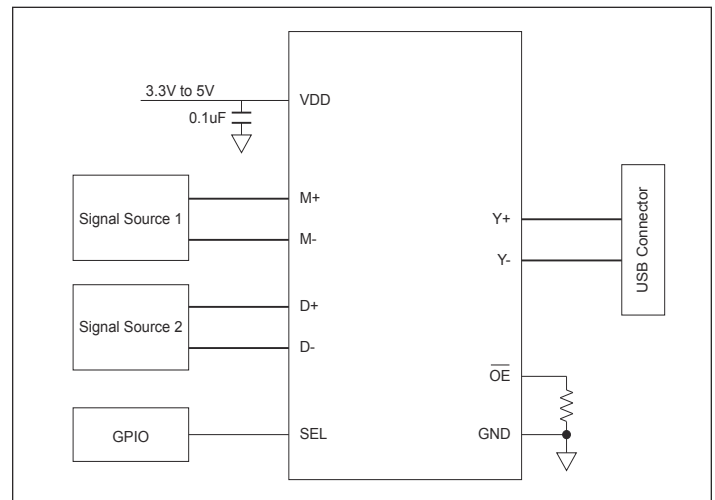 3.3V to 5V
0.1uF
VDD
Signal Source 1
M+
M-
Signal Source 2
D+
D-
GPIO
SEL
Y+
Y-
USB Connector
OE
GND